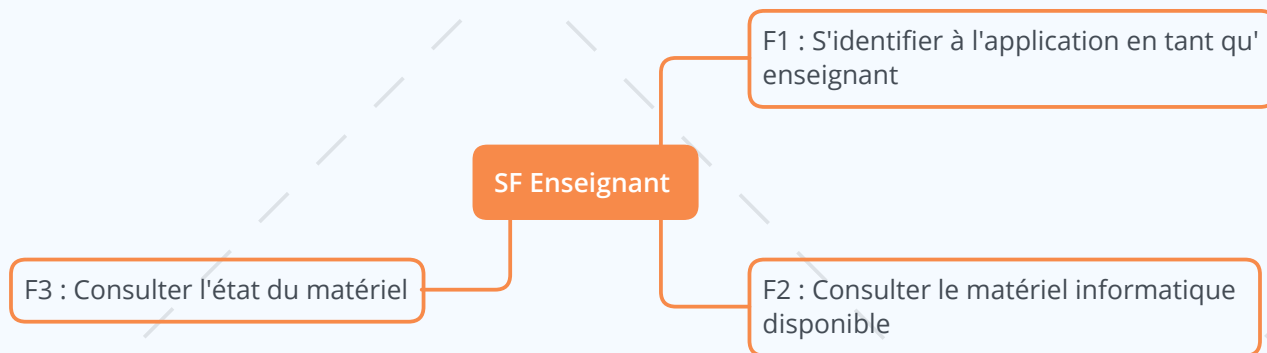 F1 : S'identifier à l'application en tant qu'
enseignant
SF Enseignant
F3 : Consulter l'état du matériel
F2 : Consulter le matériel informatique
disponible